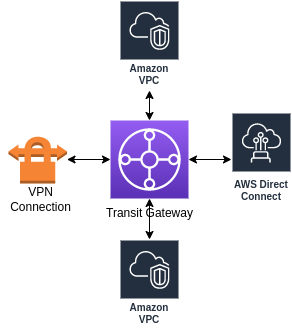 Amazon
VPC
VPN
Connection
Transit Gateway
AWS Direct
Connect
Amazon
VPC